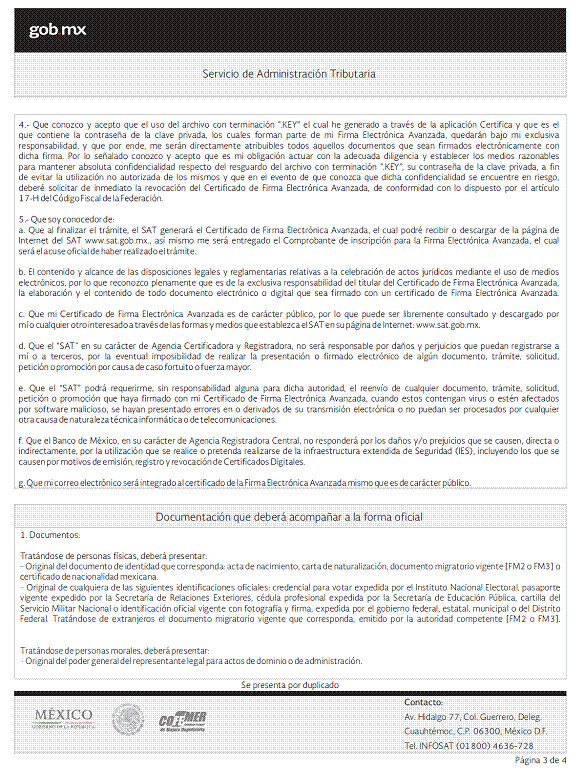 gob mx
Servicio de Administración Tributaria
4.- Que conozco y acepto que el uso del archivo con terminación ".KEY" el cual he generado a través de la aplicación Certifica y que es el
que contiene la contraseña de la clave privada, los cuales forman parte de mi Firma Electrónica Avanzada, quedarán bajo mi exclusiva
responsabilidad, y que por ende, me serán directamente atribuibles todos aquellos documentos que sean firmados electrónicamente con
dicha firma. Por lo señalado conozco y acepto que es mi obligación actuar con la adecuada diligencia y establecer los medios razonables
para mantener absoluta confidencialidad respecto del resguardo del archivo con terminación ".KEY", su contraseña de la clave privada, a fin
de evitar la utilización no autorizada de los mismos y que en el evento de que conozca que dicha confidencialidad se encuentre en riesgo,
deberé solicitar de inmediato la revocación del Certificado de Firma Electrónica Avanzada, de conformidad con lo dispuesto por el artículo
17-H del Código Fiscal de la Federación.
5.- Que soy conocedor de:
a. Que al finalizar el trámite, el SAT generará el Certificado de Firma Electrónica Avanzada, el cual podré recibir o descargar de la página de
Internet del SAT www.sat.gob.mx., así mismo me será entregado el Comprobante de inscripción para la Firma Electrónica Avanzada, el cual
será el acuse oficial de haber realizado el trámite.
b. El contenido y alcance de las disposiciones legales y reglamentarias relativas a la celebración de actos jurídicos mediante el uso de medios
electrónicos, por lo que reconozco plenamente que es de la exclusiva responsabilidad del titular del Certificado de Firma Electrónica Avanzada,
la elaboración y el contenido de todo documento electrónico o digital que sea firmado con un certificado de Firma Electrónica Avanzada.
c. Que mi Certificado de Firma Electrónica Avanzada es de carácter público, por lo que puede ser libremente consultado y descargado por
mí o cualquier otro interesado a través de las formas y medios que establezca el SAT en su página de Internet: www.sat.gob.mx.
d. Que el "SAT" en su carácter de Agencia Certificadora y Registradora, no será responsable por daños y perjuicios que puedan registrarse a
mí o a terceros, por la eventual imposibilidad de realizar la presentación o firmado electrónico de algún documento, trámite, solicitud,
petición o promoción por causa de caso fortuito o fuerza mayor.
e. Que el "SAT" podrá requerirme, sin responsabilidad alguna para dicha autoridad, el reenvío de cualquier documento, trámite, solicitud,
petición o promoción que haya firmado con mi Certificado de Firma Electrónica Avanzada, cuando estos contengan virus o estén afectados
por software malicioso, se hayan presentado errores en o derivados de su transmisión electrónica o no puedan ser procesados por cualquier
otra causa de naturaleza técnica informática o de telecomunicaciones.
f. Que el Banco de México, en su carácter de Agencia Registradora Central, no responderá por los daños y/o prejuicios que se causen, directa o
indirectamente, por la utilización que se realice o pretenda realizarse de la infraestructura extendida de Seguridad (IES), incluyendo los que se
causen por motivos de emisión, registro y revocación de Certificados Digitales.
g. Que mi correo electrónico será integrado al certificado de la Firma Electrónica Avanzada mismo que es de carácter público.
Documentación que deberá acompañar a la forma oficial
1. Documentos:
Tratándose de personas físicas, deberá presentar:
- Original del documento de identidad que corresponda: acta de nacimiento, carta de naturalización, documento migratorio vigente [FM2 o FM3] o
certificado de nacionalidad mexicana.
- Original de cualquiera de las siguientes identificaciones oficiales: credencial para votar expedida por el Instituto Nacional Electoral, pasaporte
vigente expedido por la Secretaría de Relaciones Exteriores, cédula profesional expedida por la Secretaría de Educación Pública, cartilla del
Servicio Militar Nacional o identificación oficial vigente con fotografía y firma, expedida por el gobierno federal, estatal, municipal o del Distrito
Federal. Tratándose de extranjeros el documento migratorio vigente que corresponda, emitido por la autoridad competente [FM2 o FM3].
Tratándose de personas morales, deberá presentar:
- Original del poder general del representante legal para actos de dominio o de administración.
Se presenta por duplicado
MÉXICO
GOBIERNO DE LA REPÚBLICA
COFEMER
Contacto:
Av. Hidalgo 77, Col. Guerrero, Deleg.
Cuauhtémoc, C.P. 06300, México D.F.
Tel. INFOSAT (01800) 4636-728
Página 3 de 4